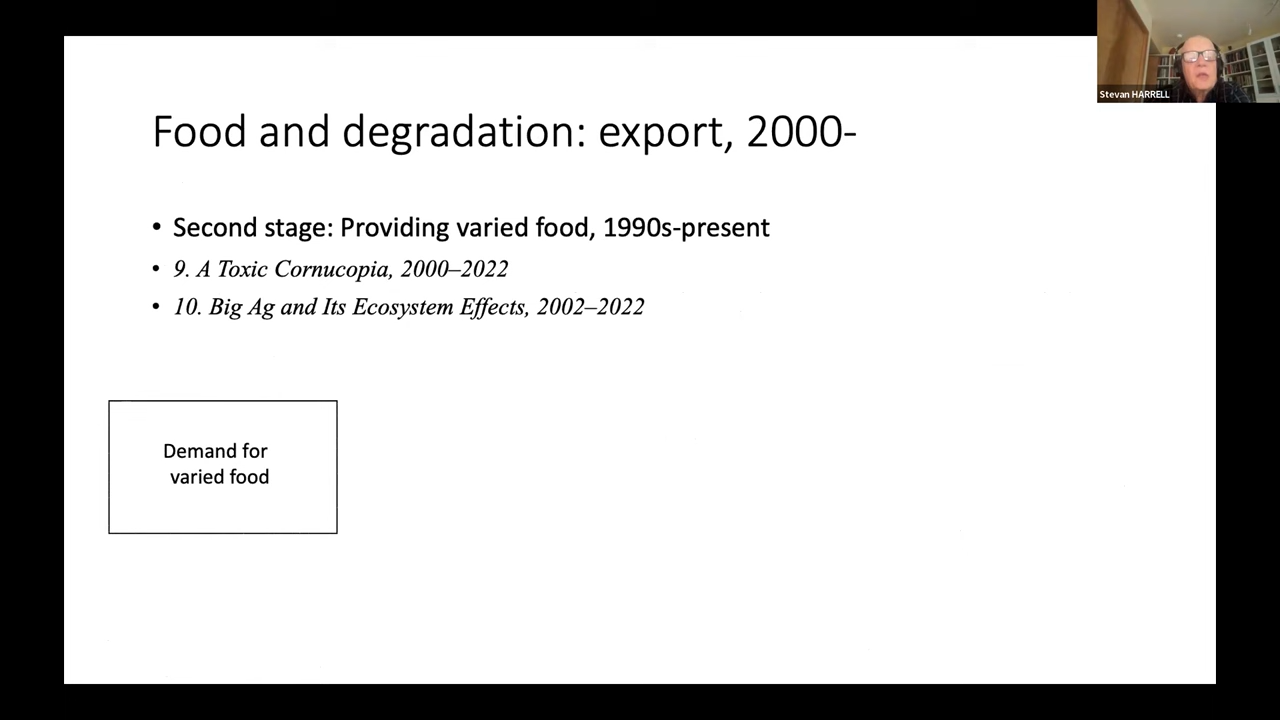 Stevan HARRELL
Food and degradation: export, 2000-
• Second stage: Providing varied food, 1990s-present
• 9. A Toxic Cornucopia, 2000–2022
• 10. Big Ag and Its Ecosystem Effects, 2002–2022
Demand for
varied food